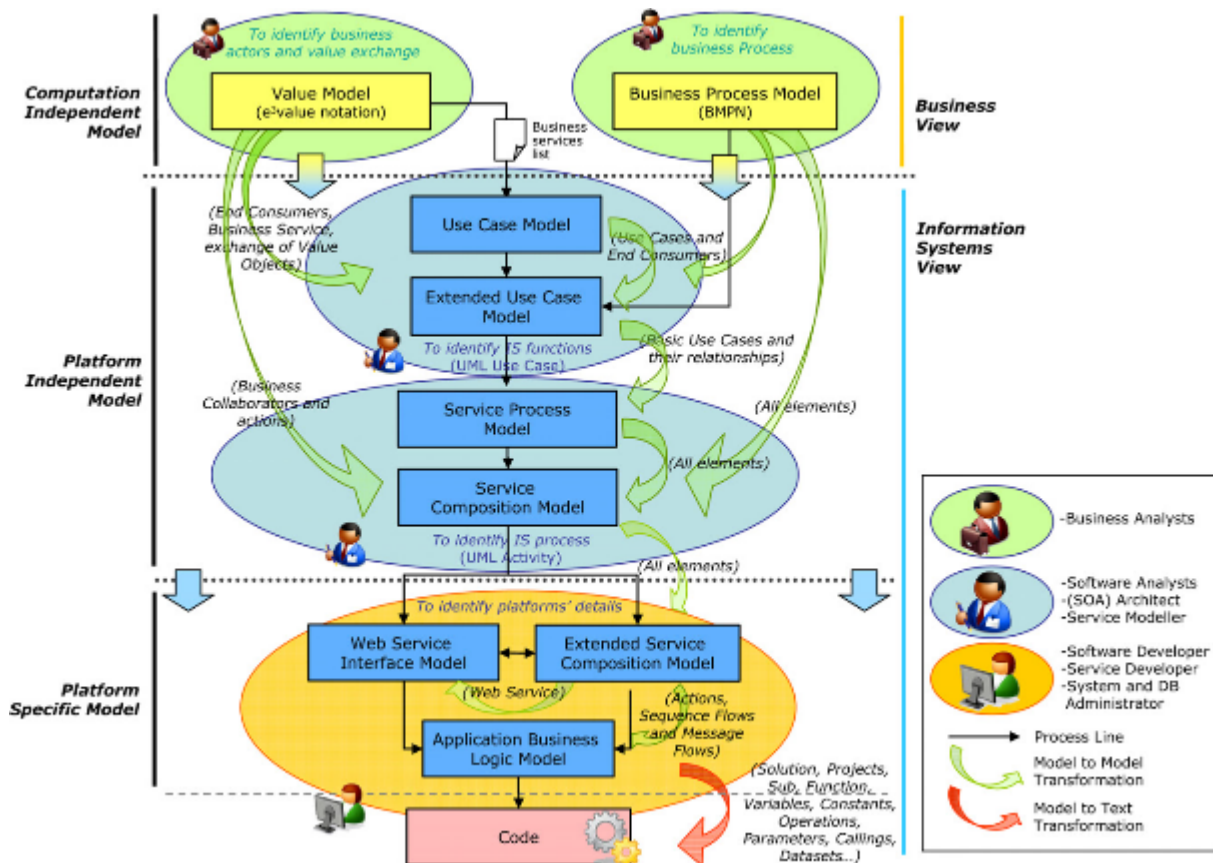 To identify business
actors and value exchange
Value Model
(e³value notation)
To identify
business Process
Business Process Model
(BMPN)
Computation
Independent
Model
Business
View
Business
services
list
(End Consumers,
Business Service,
exchange of Value
Objects)
Use Case Model
(Use Cases and
End Consumers)
Information
Systems
View
Extended Use Case
Model
To identify IS functions
(UML Use Case)
(Basic Use Cases and
their relationships)
Platform
Independent
Model
(Business
Collaborators and
actions)
Service Process
Model
(All elements)
(All elements)
Service
Composition Model
To identify IS process
(UML Activity)
(All elements)
To identify platforms' details
Web Service
Interface Model
Extended Service
Composition Model
Platform
Specific Model
(Web Service)
(Actions,
Sequence Flows
and Message
Flows)
Application Business
Logic Model
(Solution, Projects,
Sub, Function,
Variables, Constants,
Operations,
Parameters, Callings,
Datasets...)
Code
-Business Analysts
-Software Analysts
-(SOA) Architect
-Service Modeller
-Software Developer
-Service Developer
-System and DB
Administrator
Process Line
Model to Model
Transformation
Model to Text
Transformation